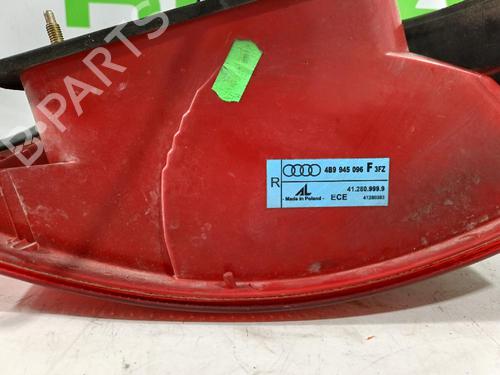 B-PARTS
4B9 945 096 F 3FZ
R
AL 41.280.999.9
- Made in Poland - ECE 41280383